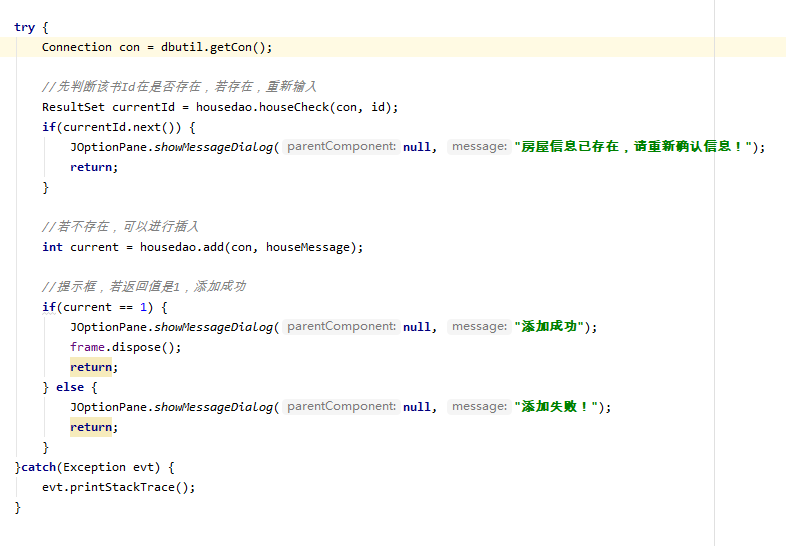 try {
Connection con = dbutil.getCon();
//先判断该书Id在是否存在，若存在，重新输入
ResultSet currentId = housedao.houseCheck(con, id);
if(currentId.next()) {
JOptionPane.showMessageDialog( parentComponent: null, message: "房屋信息已存在，请重新确认信息！");
return;
}
//若不存在，可以进行插入
int current = housedao.add(con, houseMessage);
//提示框，若返回值是1，添加成功
if(current == 1) {
JOptionPane.showMessageDialog( parentComponent: null, message: "添加成功");
frame.dispose();
return;
} else {
JOptionPane.showMessageDialog( parentComponent: null, message: "添加失败！");
return;
}
}catch(Exception evt) {
evt.printStackTrace();
}